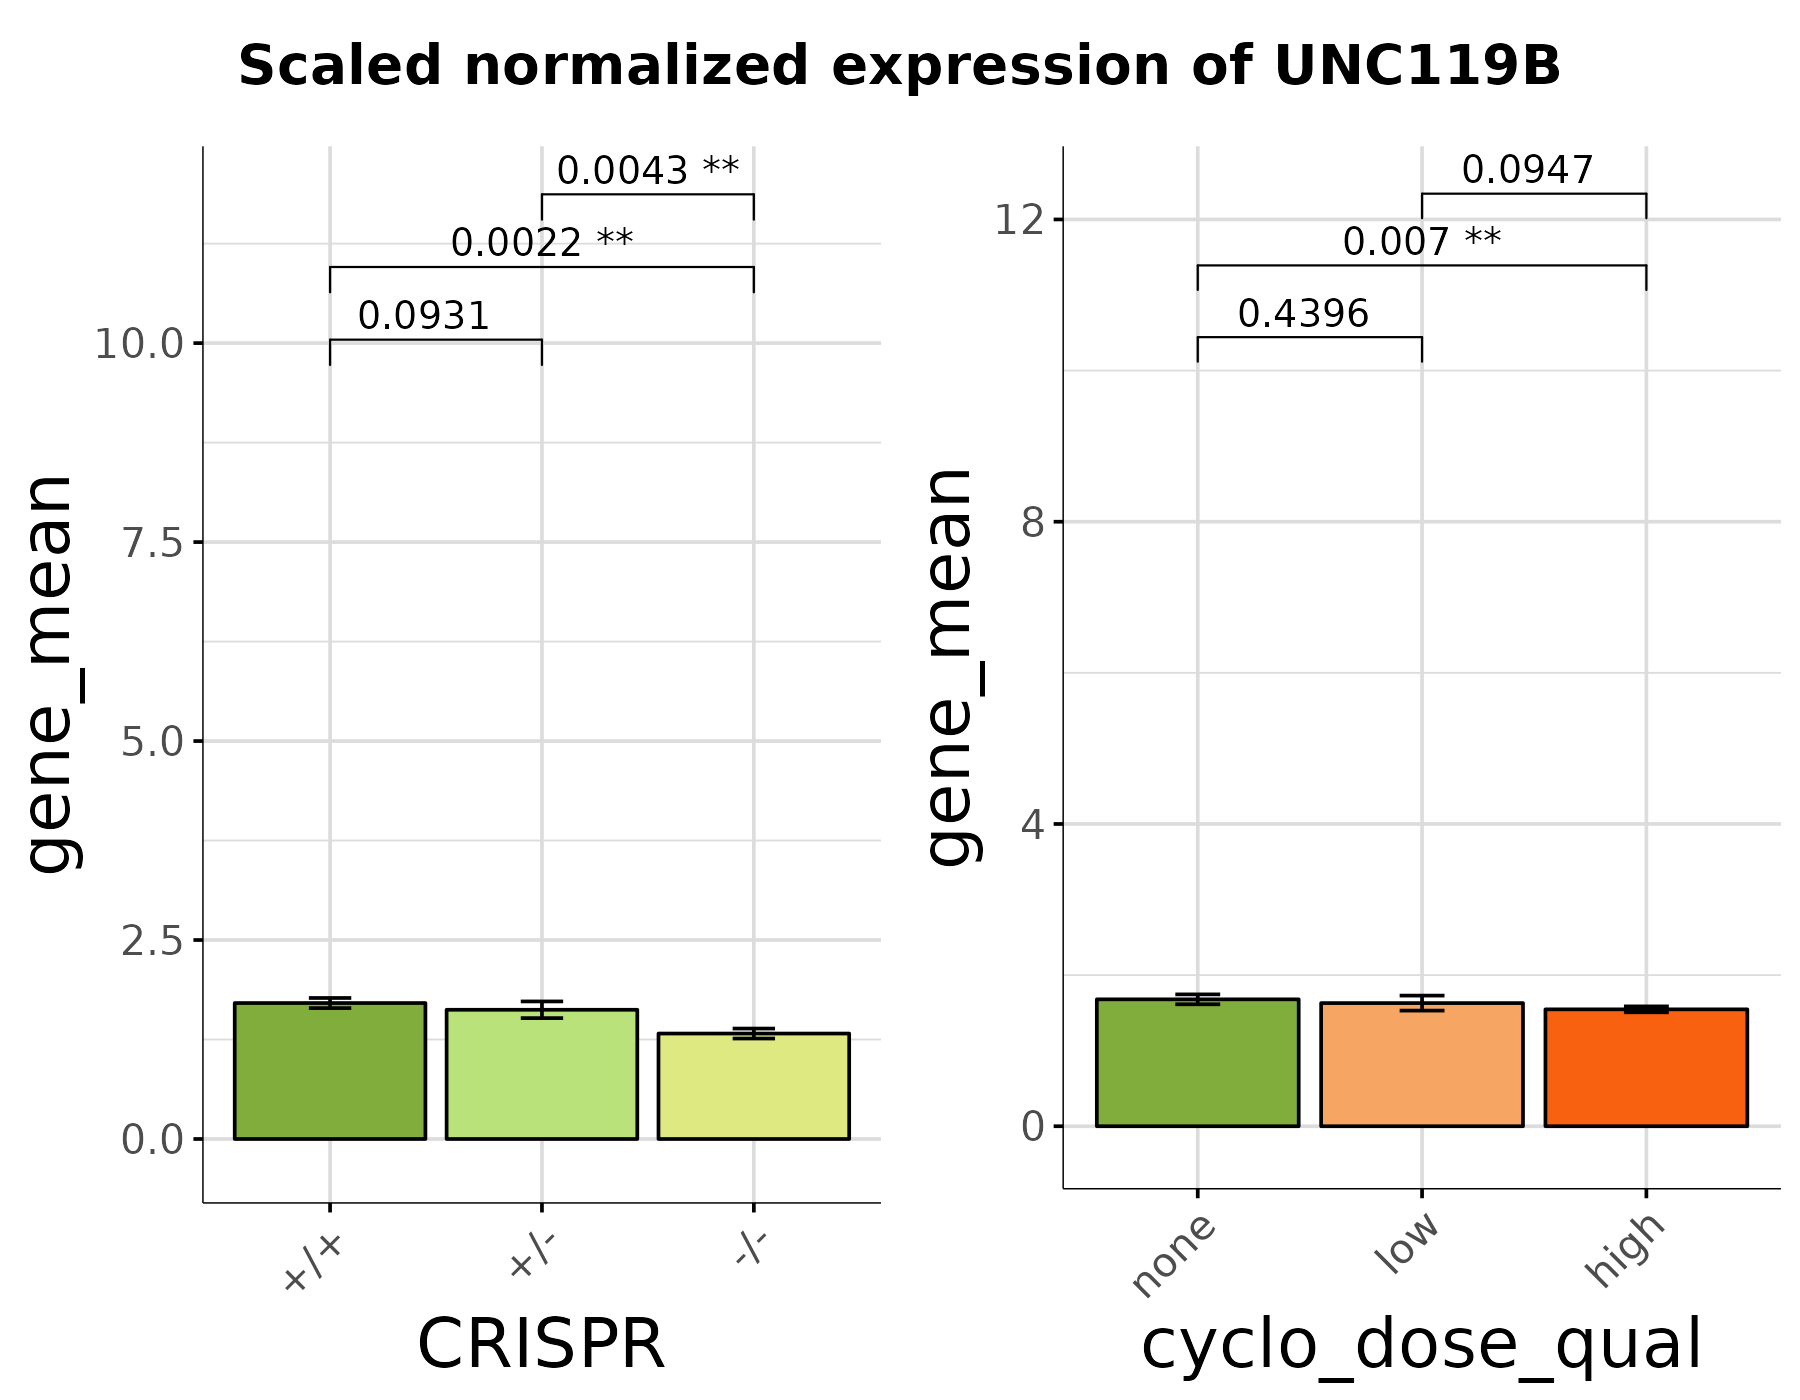 Scaled normalized expression of UNC119B
gene_mean
10.0
7.5
5.0
2.5
0.0
0.0043 **
0.0022 **
0.0931
+/+
+/-
-/-
CRISPR
gene_mean
12
8
4
0
0.0947
0.007 **
0.4396
none
low
high
cyclo_dose_qual